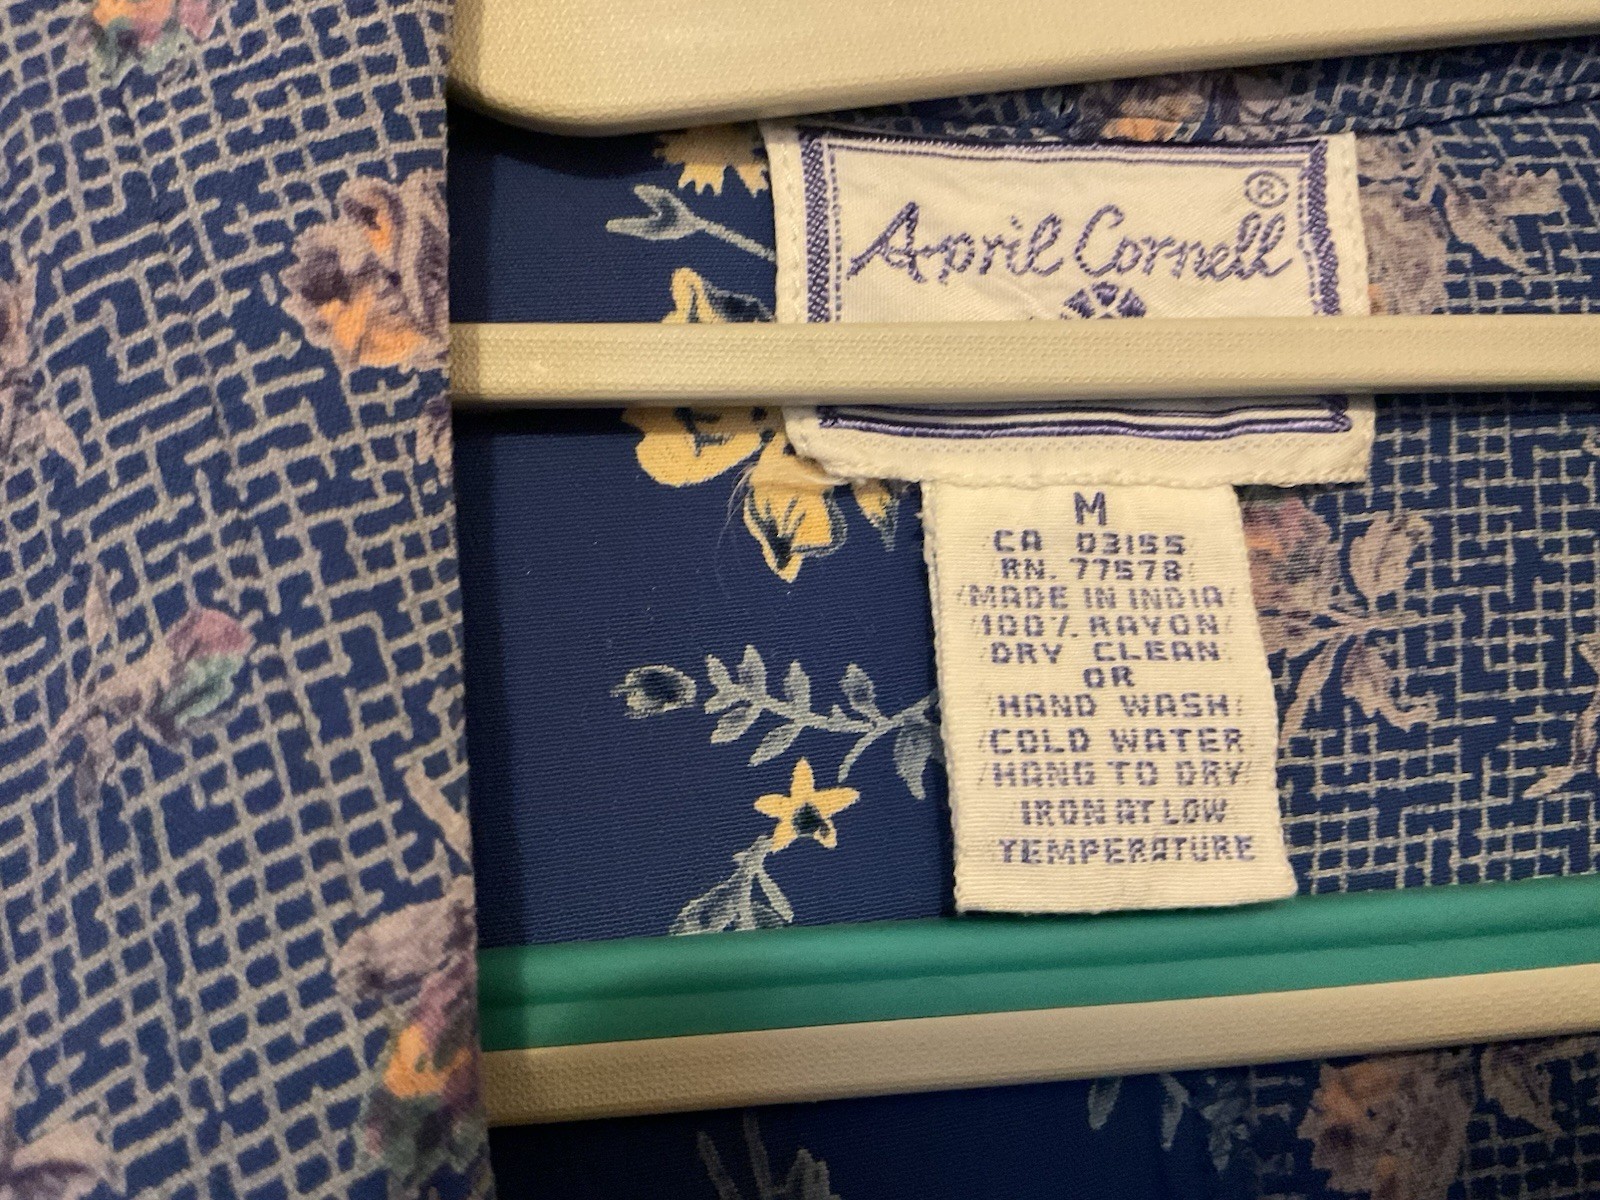 April Cornell ®
M
CA 03155
RN. 77578
MADE IN INDIA
100% RAYON
DRY CLEAN
OR
HAND WASH
COLD WATER
HANG TO DRY
IRON AT LOW
TEMPERATURE